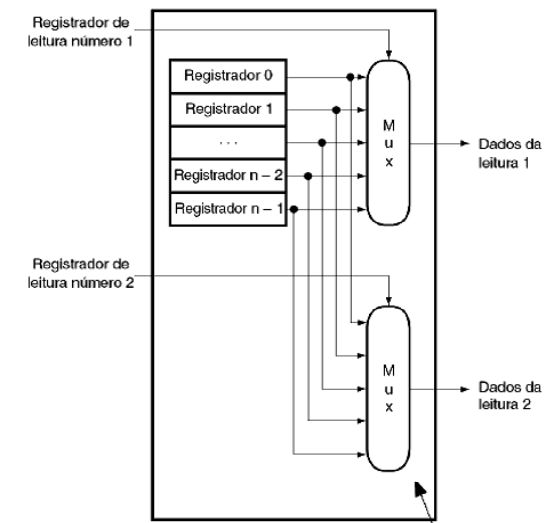 Registrador de
leitura número 1
Registrador 0
Registrador 1
. . .
Registrador n – 2
Registrador n – 1
M
u
x
Dados da
leitura 1
Registrador de
leitura número 2
M
u
x
Dados da
leitura 2